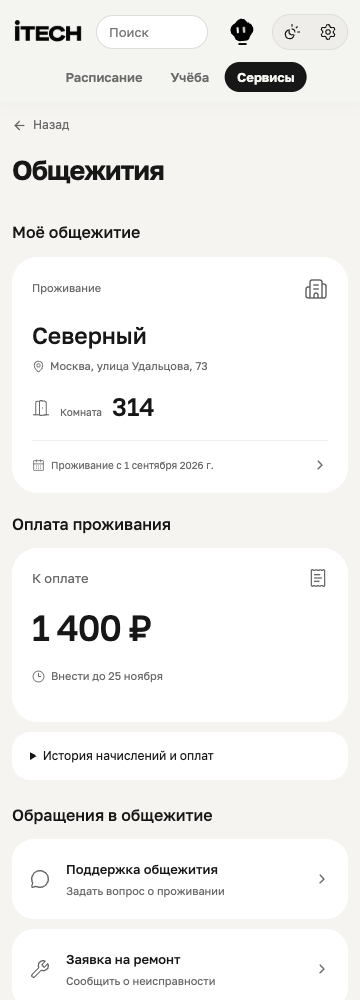 iTECH
Поиск
Расписание
Учёба
Сервисы
Назад
Общежития
Моё общежитие
Проживание
Северный
Москва, улица Удальцова, 73
Комната 314
Проживание с 1 сентября 2026 г.
Оплата проживания
К оплате
1 400 ₽
Внести до 25 ноября
История начислений и оплат
Обращения в общежитие
Поддержка общежития
Задать вопрос о проживании
Заявка на ремонт
Сообщить о неисправности